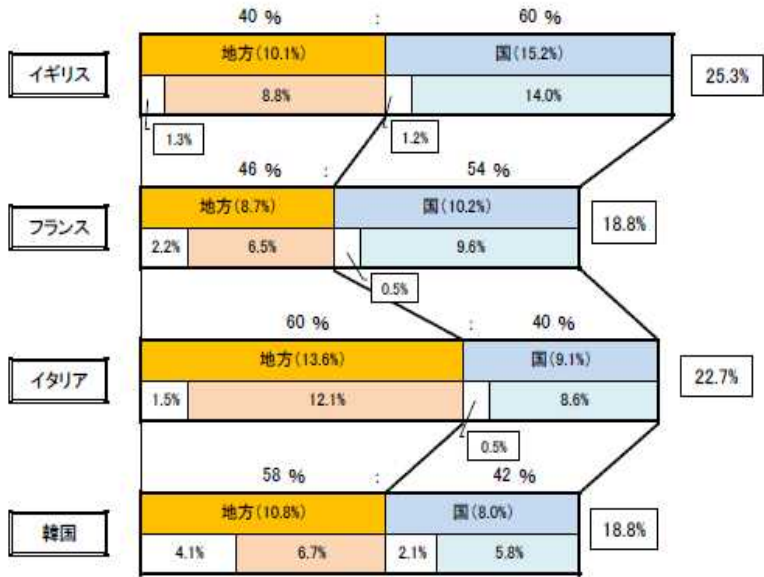 40 % : 60 %
イギリス
地方(10.1%) 国(15.2%)
25.3%
8.8% 14.0%
1.3% 1.2%
46 % : 54 %
フランス
地方(8.7%) 国(10.2%)
18.8%
2.2% 6.5% 9.6%
0.5%
60 % : 40 %
イタリア
地方(13.6%) 国(9.1%)
22.7%
1.5% 12.1% 8.6%
0.5%
58 % : 42 %
韓国
地方(10.8%) 国(8.0%)
18.8%
4.1% 6.7% 2.1% 5.8%